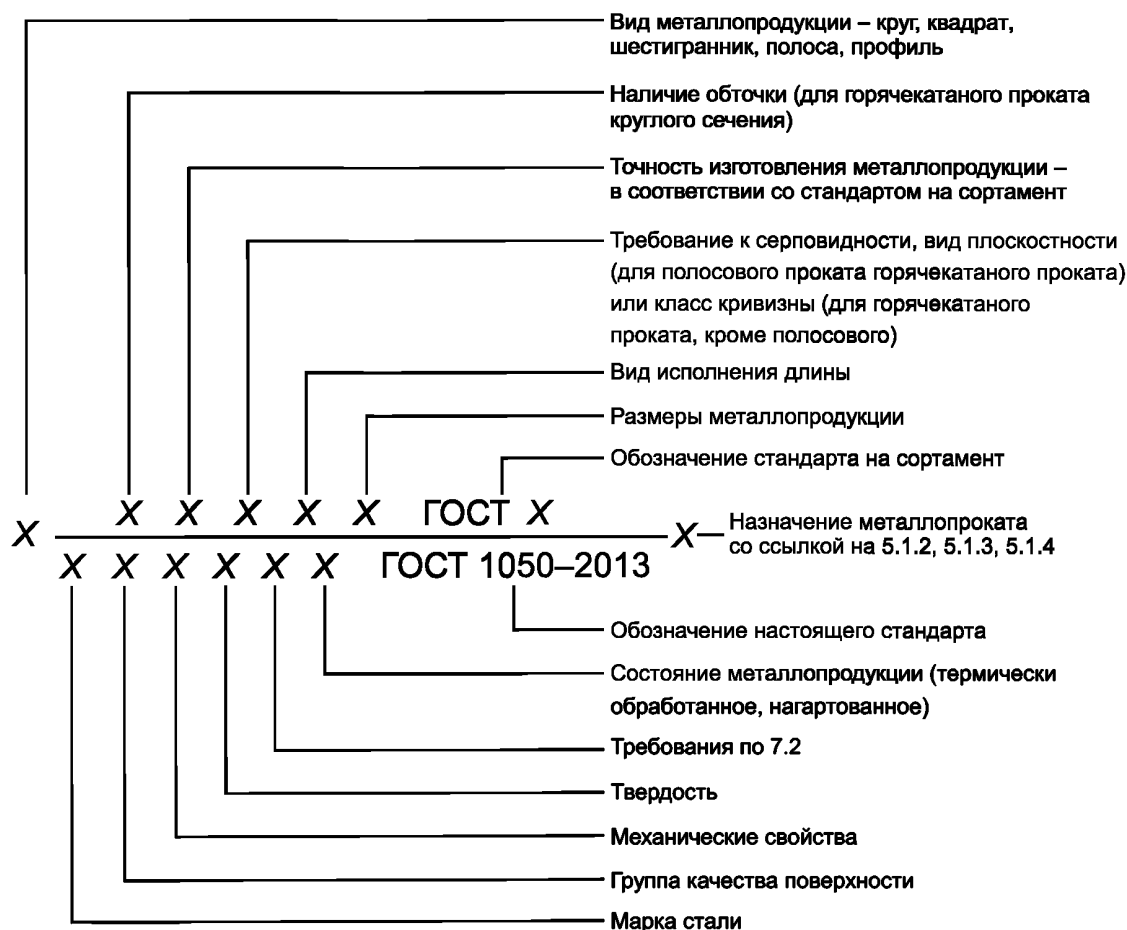 Вид металлопродукции – круг, квадрат,
шестигранник, полоса, профиль
Наличие обточки (для горячекатаного проката
круглого сечения)
Точность изготовления металлопродукции –
в соответствии со стандартом на сортамент
Требование к серповидности, вид плоскостности
(для полосового проката горячекатаного проката)
или класс кривизны (для горячекатаного
проката, кроме полосового)
Вид исполнения длины
Размеры металлопродукции
Обозначение стандарта на сортамент
X X X X X ГОСТ X
X X Назначение металлопроката
со ссылкой на 5.1.2, 5.1.3, 5.1.4
X X X X X X ГОСТ 1050–2013
Обозначение настоящего стандарта
Состояние металлопродукции (термически
обработанное, нагартованное)
Требования по 7.2
Твердость
Механические свойства
Группа качества поверхности
Марка стали